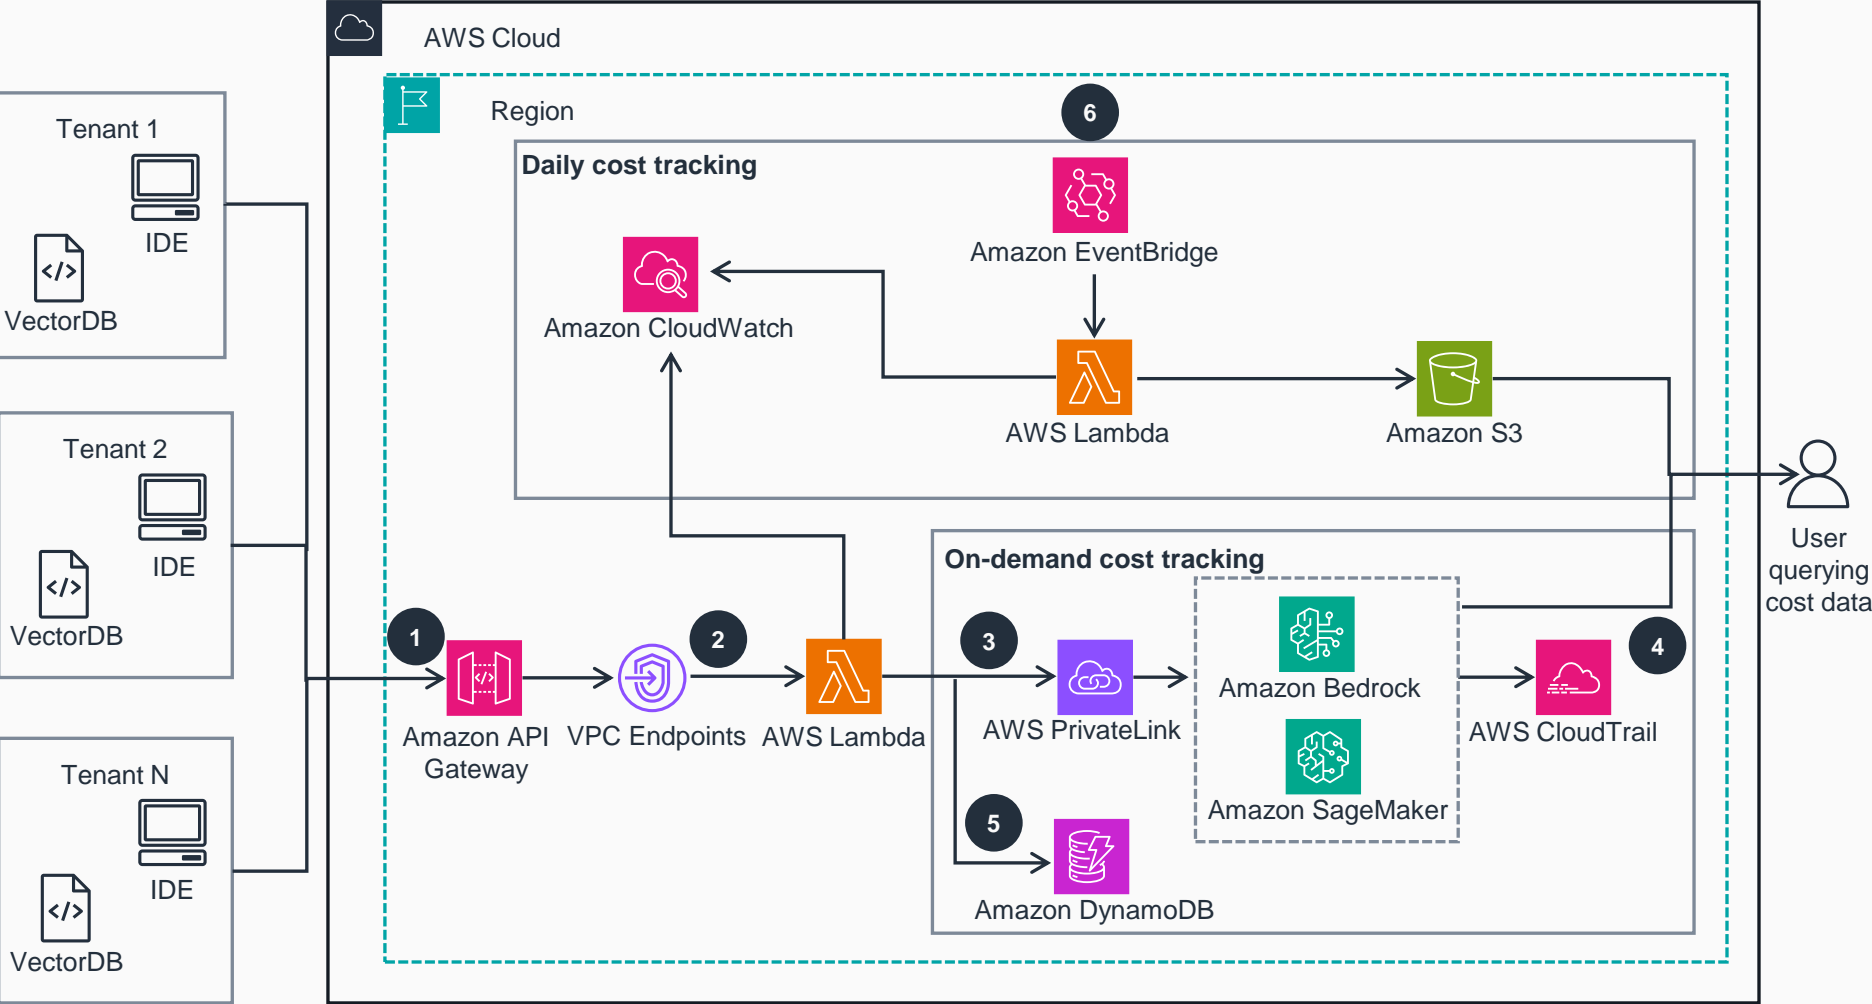 AWS Cloud
Region
Tenant 1
IDE
</>
VectorDB
Tenant 2
IDE
</>
VectorDB
Tenant N
IDE
</>
VectorDB
6
Daily cost tracking
Amazon EventBridge
Amazon CloudWatch
AWS Lambda
Amazon S3
User
querying
cost data
On-demand cost tracking
1
</>
Amazon API
Gateway
VPC Endpoints
2
AWS Lambda
3
AWS PrivateLink
Amazon Bedrock
Amazon SageMaker
4
AWS CloudTrail
5
Amazon DynamoDB